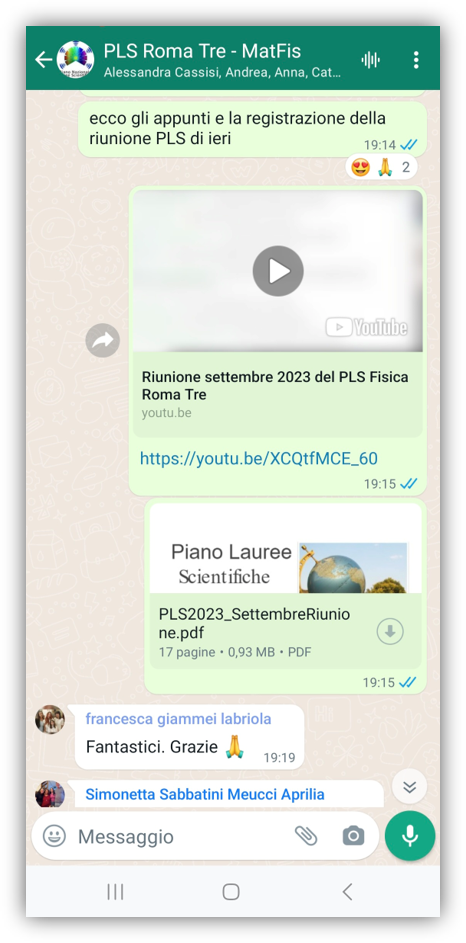 PLS Roma Tre - MatFis
Alessandra Cassisi, Andrea, Anna, Cat...
ecco gli appunti e la registrazione della
riunione PLS di ieri
19:14
2
YouTube
Riunione settembre 2023 del PLS Fisica
Roma Tre
youtu.be
https://youtu.be/XCQtfMCE_60
19:15
Piano Lauree
Scientifiche
PLS2023_SettembreRiunio
ne.pdf
17 pagine • 0,93 MB • PDF
19:15
francesca giammei labriola
Fantastici. Grazie 🙏
19:19
Simonetta Sabbatini Meucci Aprilia
Messaggio